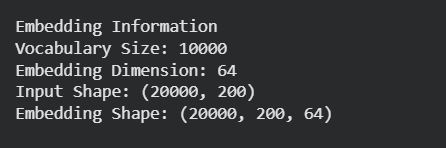 Embedding Information
Vocabulary Size: 10000
Embedding Dimension: 64
Input Shape: (20000, 200)
Embedding Shape: (20000, 200, 64)